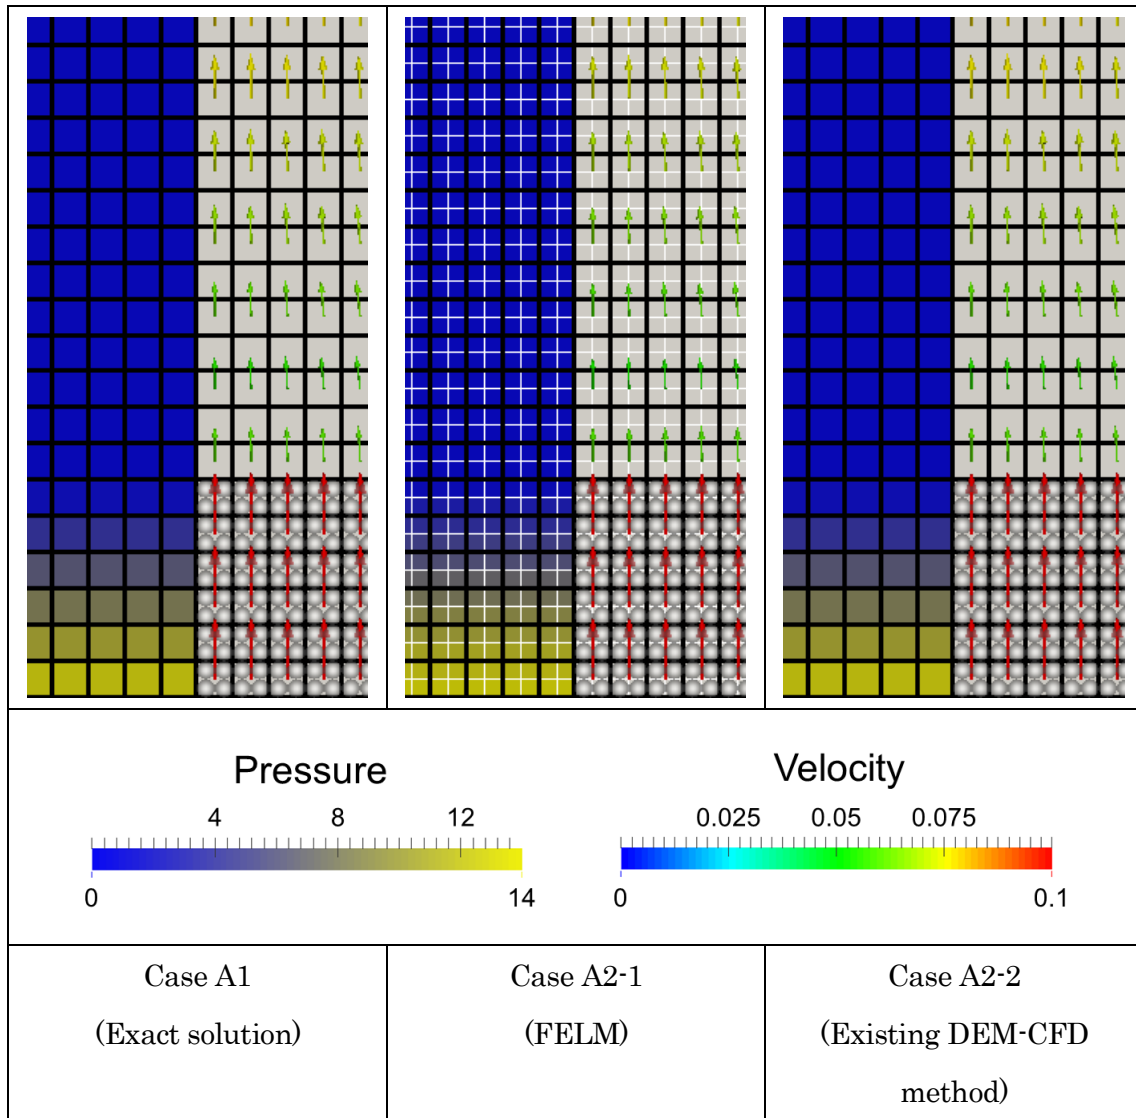 Pressure
4 8 12
0 14
Velocity
0.025 0.05 0.075
0 0.1
Case A1
(Exact solution)
Case A2-1
(FELM)
Case A2-2
(Existing DEM-CFD
method)